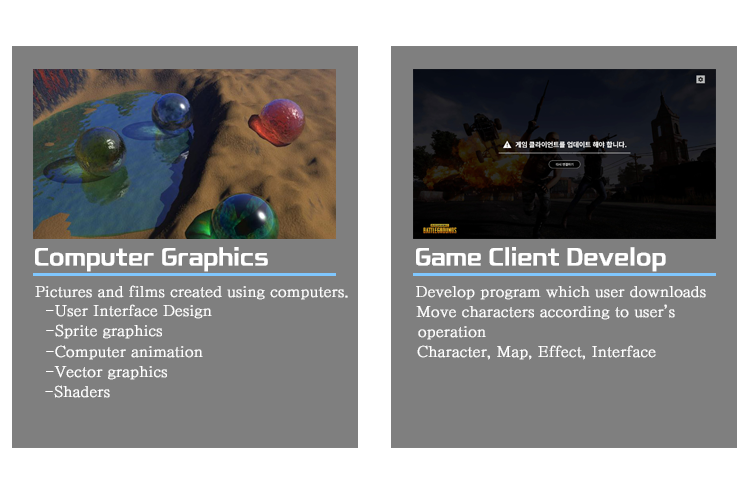 Computer Graphics
Pictures and films created using computers.
-User Interface Design
-Sprite graphics
-Computer animation
-Vector graphics
-Shaders
게임 클라이언트를 업데이트 해야 합니다.
BATTLEGROUNDS
Game Client Develop
Develop program which user downloads
Move characters according to user's
operation
Character, Map, Effect, Interface